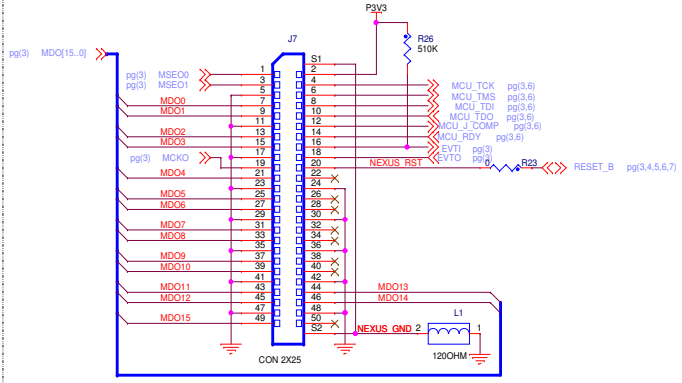 P3V3
J7
R26
510K
pg(3) MDO[15..0]
S1
pg(3) MSEO0 1 2
pg(3) MSEO1 3 4 MCU_TCK pg(3,6)
5 6 MCU_TMS pg(3,6)
MDO0 7 8 MCU_TDI pg(3,6)
MDO1 9 10 MCU_TDO pg(3,6)
11 12 MCU_J_COMP pg(3,6)
MDO2 13 14 MCU_RDY pg(3,6)
MDO3 15 16 EVTI pg(3)
17 18 EVTO pg(3)
pg(3) MCKO 19 20 NEXUS_RST 0 R23 RESET_B pg(3,4,5,6,7)
MDO4 21 22
23 24
MDO5 25 26
MDO6 27 28
29 30
MDO7 31 32
MDO8 33 34
35 36
MDO9 37 38
MDO10 39 40
41 42
MDO11 43 44 MDO13
MDO12 45 46 MDO14
47 48
MDO15 49 50
S2 NEXUS_GND 2 L1 1
CON 2X25
120OHM